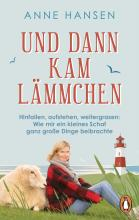 ANNE HANSEN
UND DANN
KAM
LÄMMCHEN
Hinfallen, aufstehen, weitergrasen:
Wie mir ein kleines Schaf
ganz große Dinge beibrachte